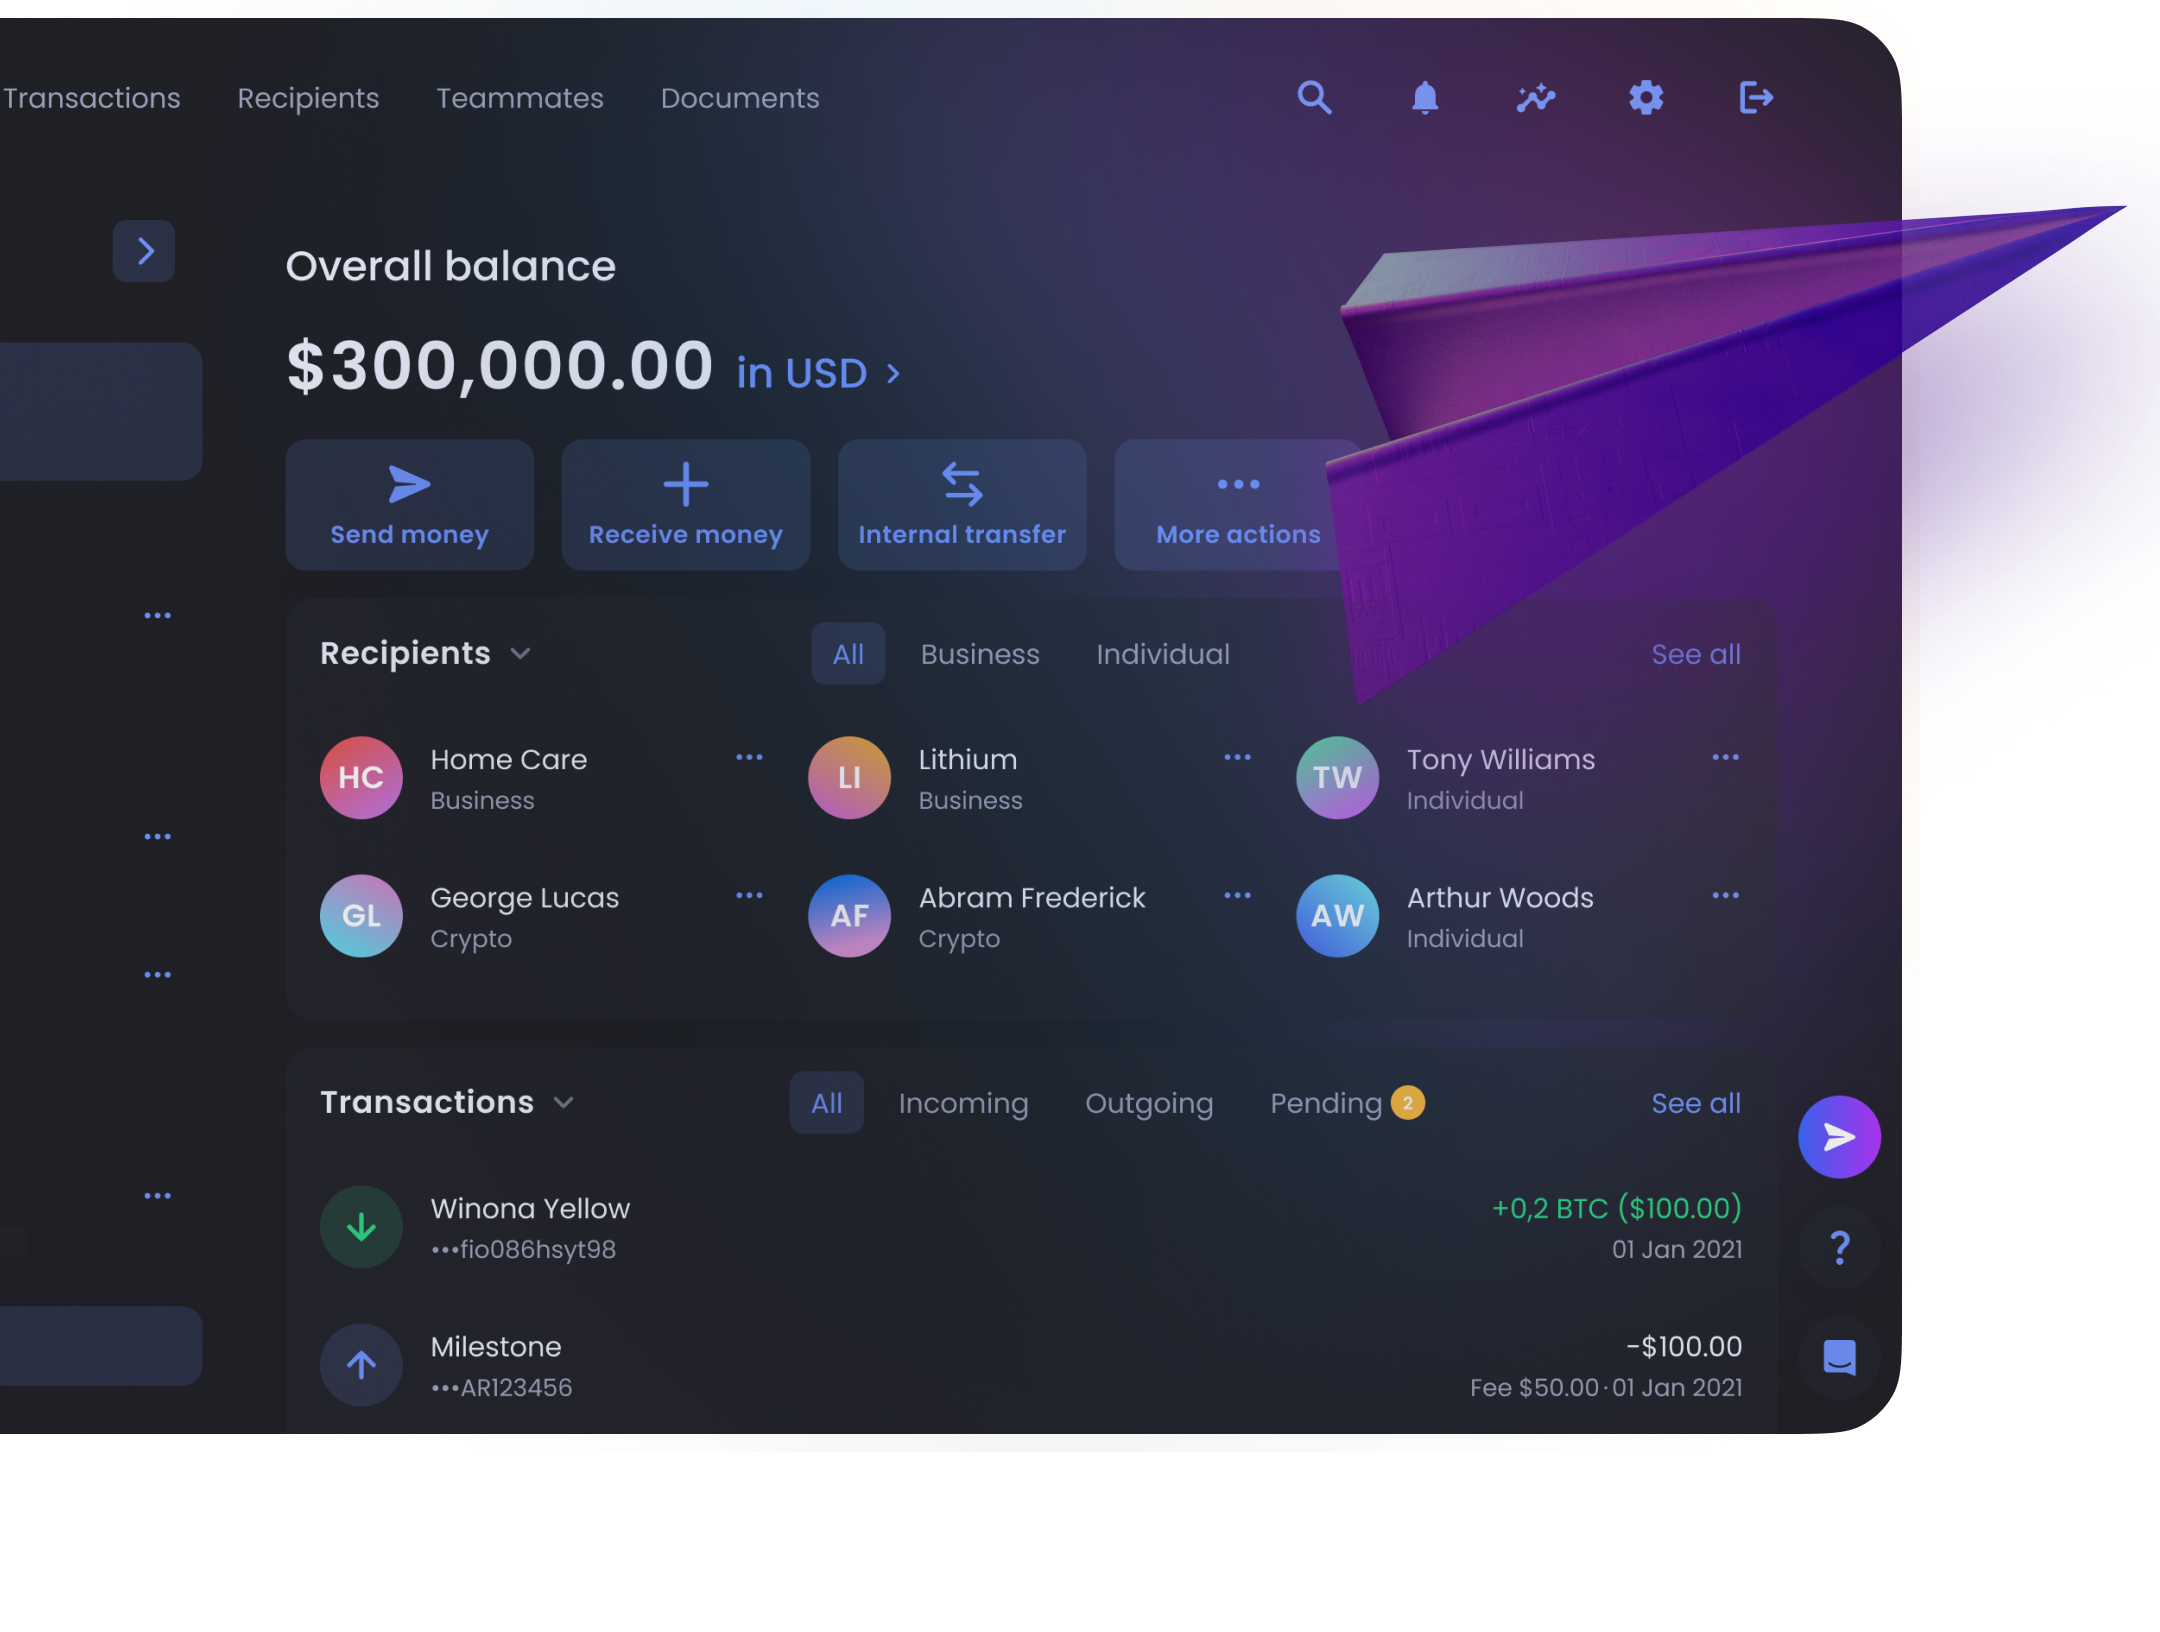 Transactions Recipients Teammates Documents
Overall balance
$300,000.00 in USD >
Send money
Receive money
Internal transfer
More actions
Recipients
All Business Individual
See all
HC
Home Care
Business
LI
Lithium
Business
TW
Tony Williams
Individual
GL
George Lucas
Crypto
AF
Abram Frederick
Crypto
AW
Arthur Woods
Individual
Transactions
All Incoming Outgoing Pending 2
See all
Winona Yellow
•••fio086hsyt98
+0,2 BTC ($100.00)
01 Jan 2021
Milestone
•••AR123456
-$100.00
Fee $50.00·01 Jan 2021
?